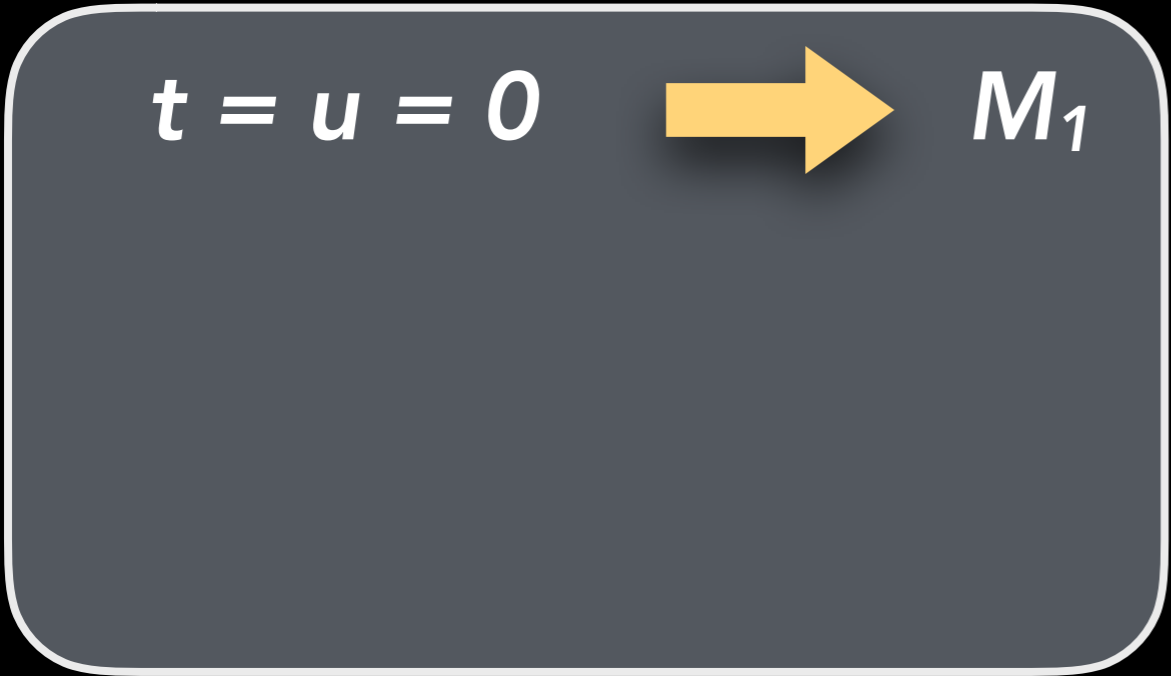 t = u = 0 M₁